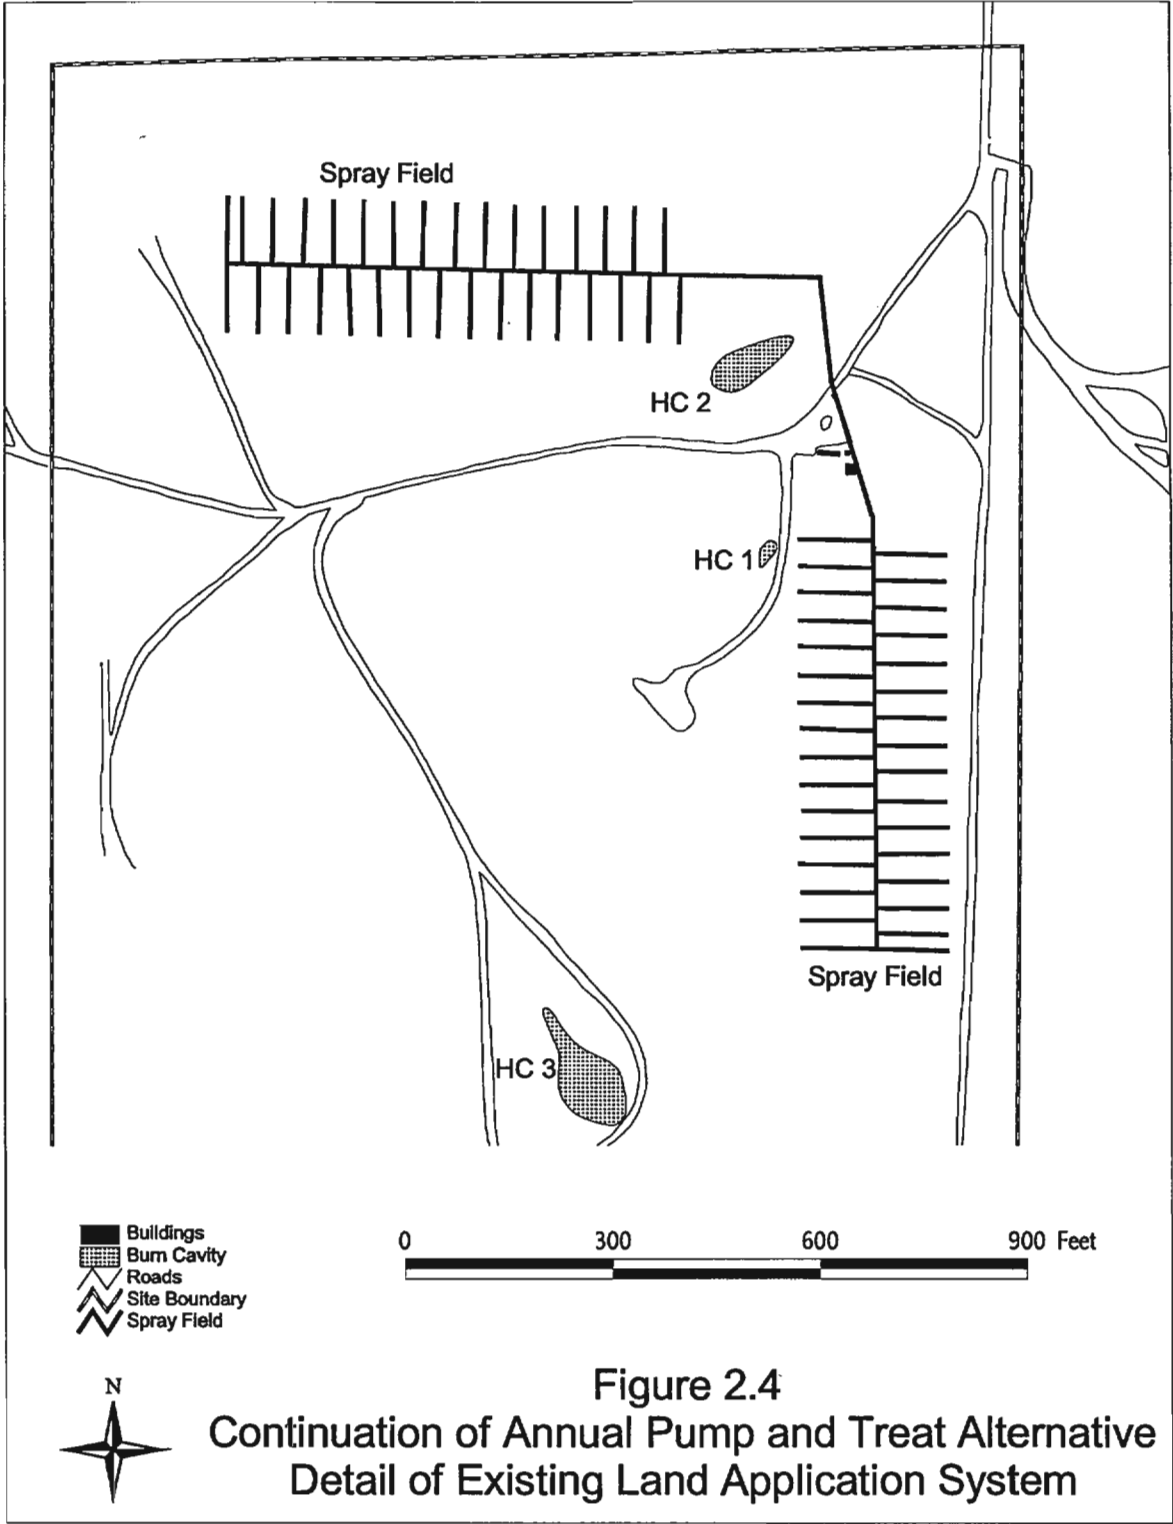 Spray Field
HC 2
HC 1
Spray Field
HC 3
Buildings
Burn Cavity
Roads
Site Boundary
Spray Field
0 300 600 900 Feet
N
Figure 2.4
Continuation of Annual Pump and Treat Alternative
Detail of Existing Land Application System